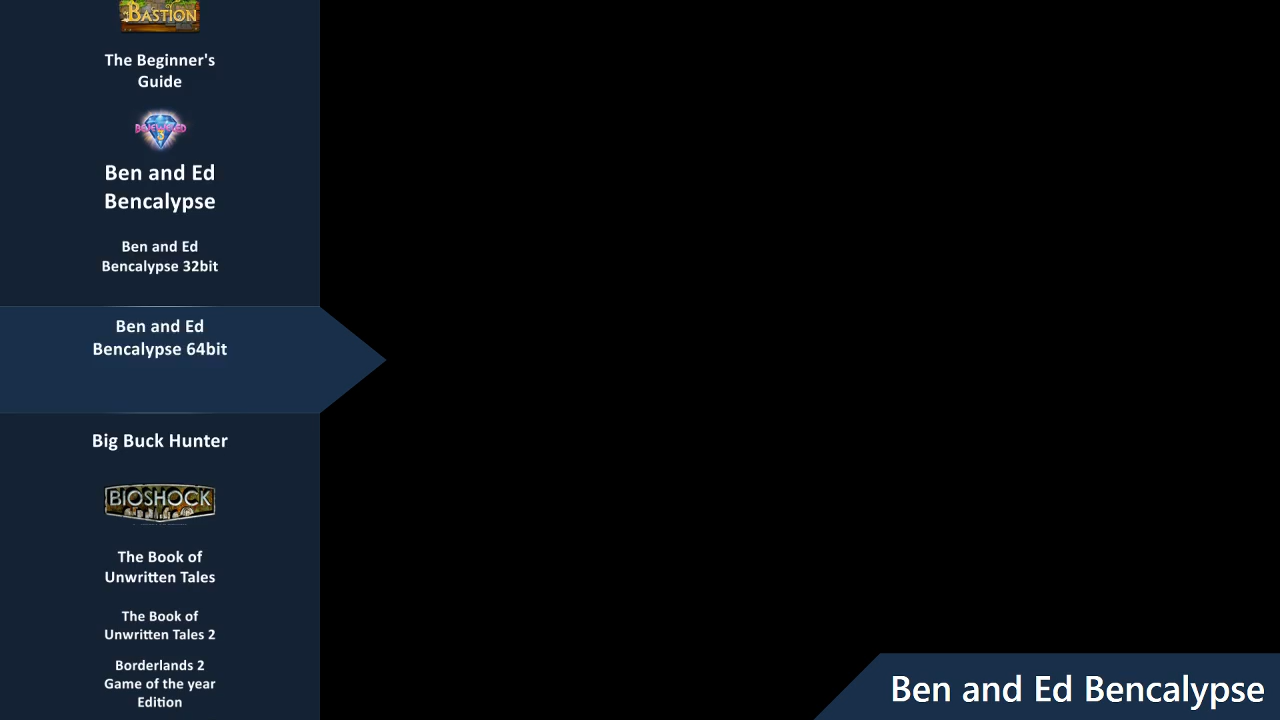 BASTION
The Beginner's
Guide
BEJEWELED
3
Ben and Ed
Bencalypse
Ben and Ed
Bencalypse 32bit
Ben and Ed
Bencalypse 64bit
Big Buck Hunter
BIOSHOCK
The Book of
Unwritten Tales
The Book of
Unwritten Tales 2
Borderlands 2
Game of the year
Edition
Ben and Ed Bencalypse